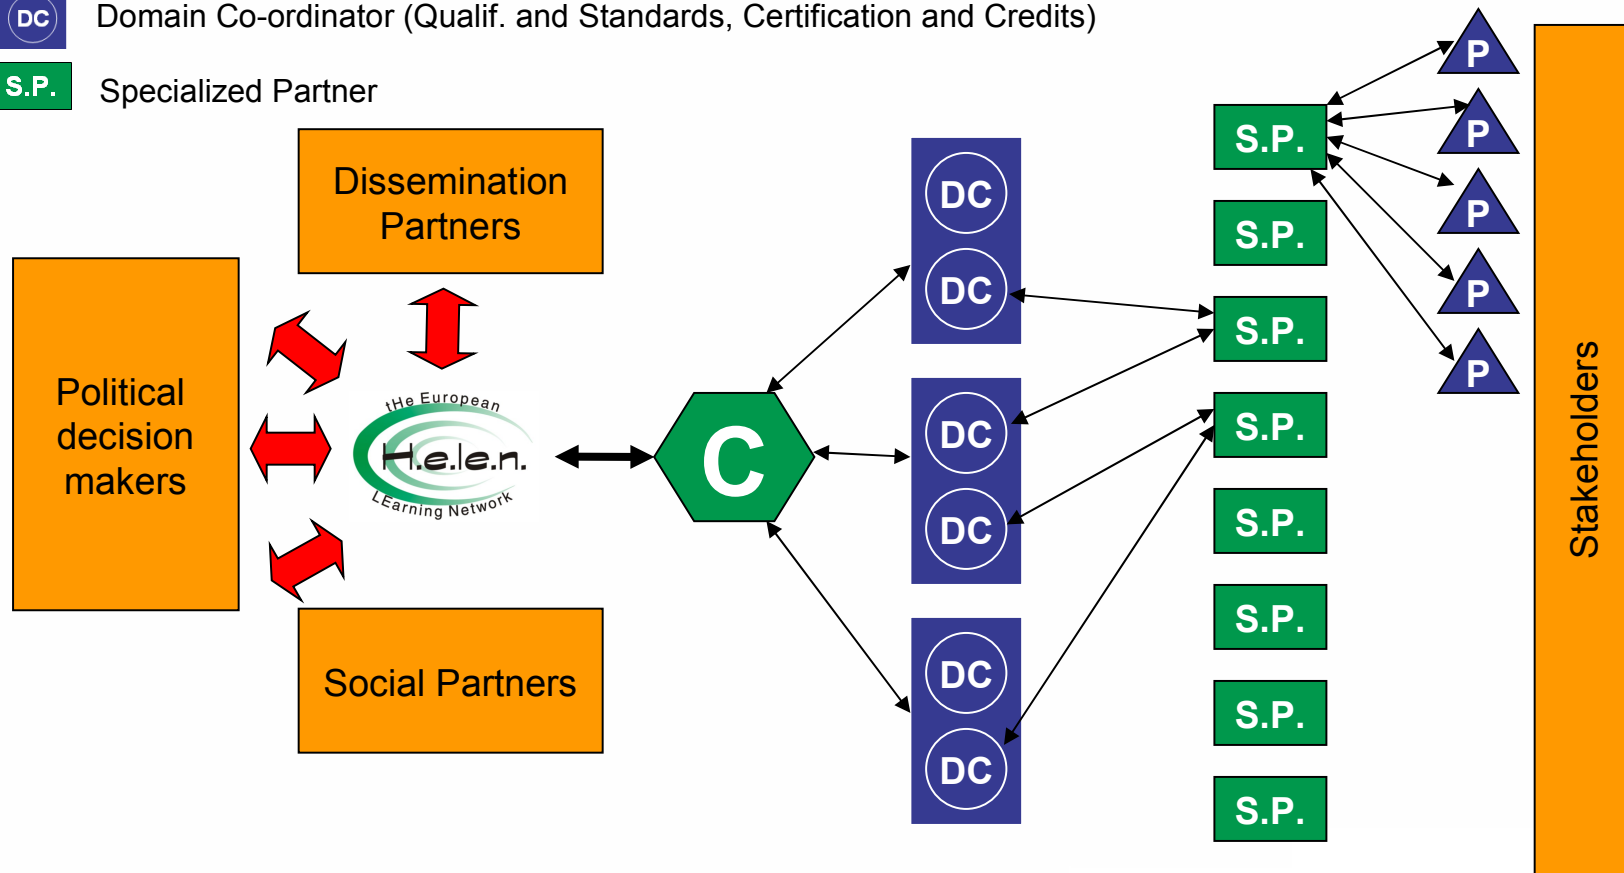 DC Domain Co-ordinator (Qualif. and Standards, Certification and Credits)
S.P. Specialized Partner
Dissemination
Partners
Political
decision
makers
Social Partners
tHe European
H.e.le.n.
LEarning Network
C
DC
DC
DC
DC
DC
DC
S.P.
S.P.
S.P.
S.P.
S.P.
S.P.
S.P.
S.P.
P
P
P
P
P
Stakeholders